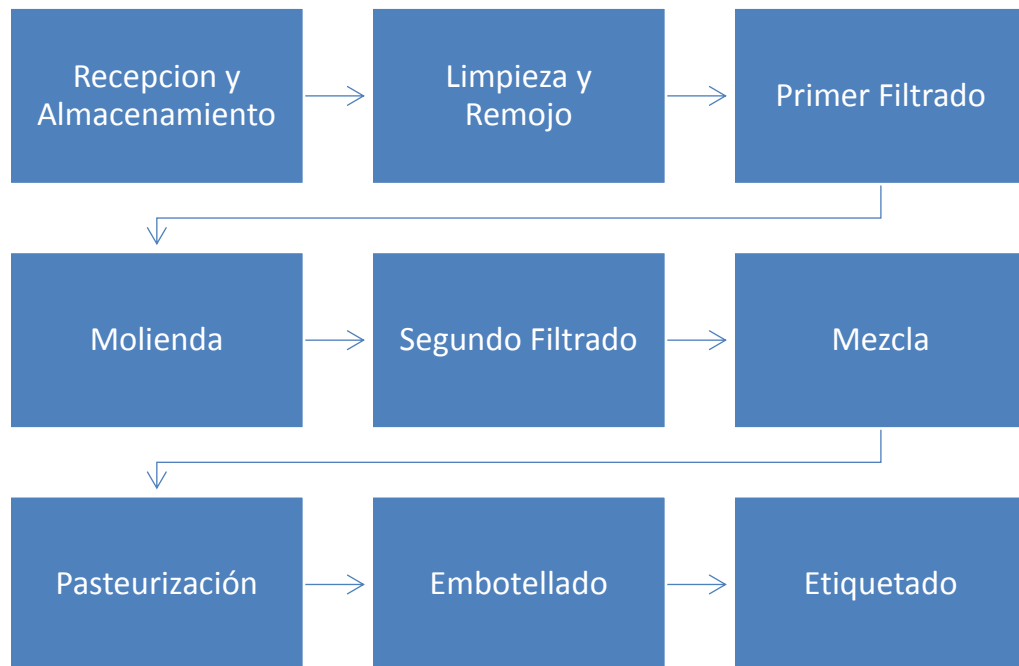 Recepcion y
Almacenamiento
Limpieza y
Remojo
Primer Filtrado
Molienda
Segundo Filtrado
Mezcla
Pasteurización
Embotellado
Etiquetado